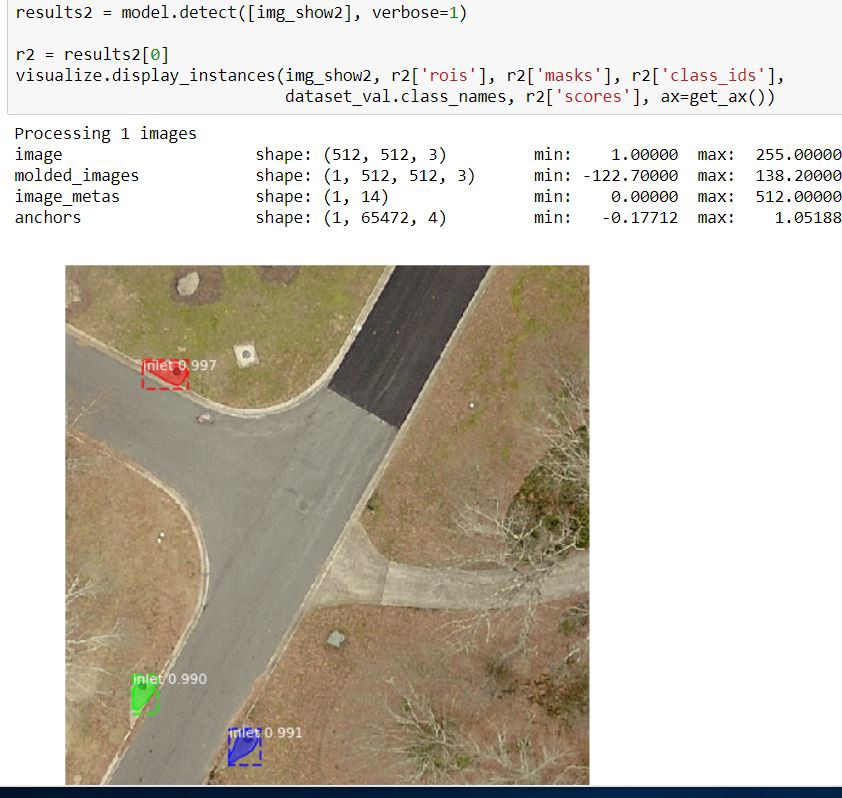 results2 = model.detect([img_show2], verbose=1)
r2 = results2[0]
visualize.display_instances(img_show2, r2['rois'], r2['masks'], r2['class_ids'],
dataset_val.class_names, r2['scores'], ax=get_ax())
Processing 1 images
image shape: (512, 512, 3) min: 1.00000 max: 255.00000
molded_images shape: (1, 512, 512, 3) min: -122.70000 max: 138.20000
image_metas shape: (1, 14) min: 0.00000 max: 512.00000
anchors shape: (1, 65472, 4) min: -0.17712 max: 1.05188
inlet 0.997
inlet 0.990
inlet 0.991